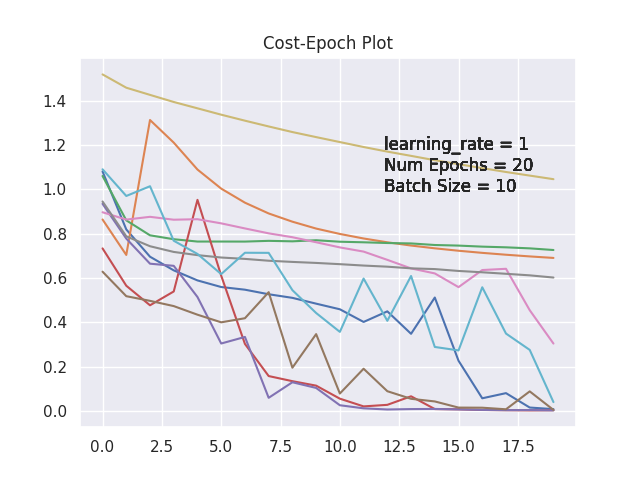 Cost-Epoch Plot
1.4
1.2
1.0
0.8
0.6
0.4
0.2
0.0
learning_rate = 1
Num Epochs = 20
Batch Size = 10
0.0 2.5 5.0 7.5 10.0 12.5 15.0 17.5